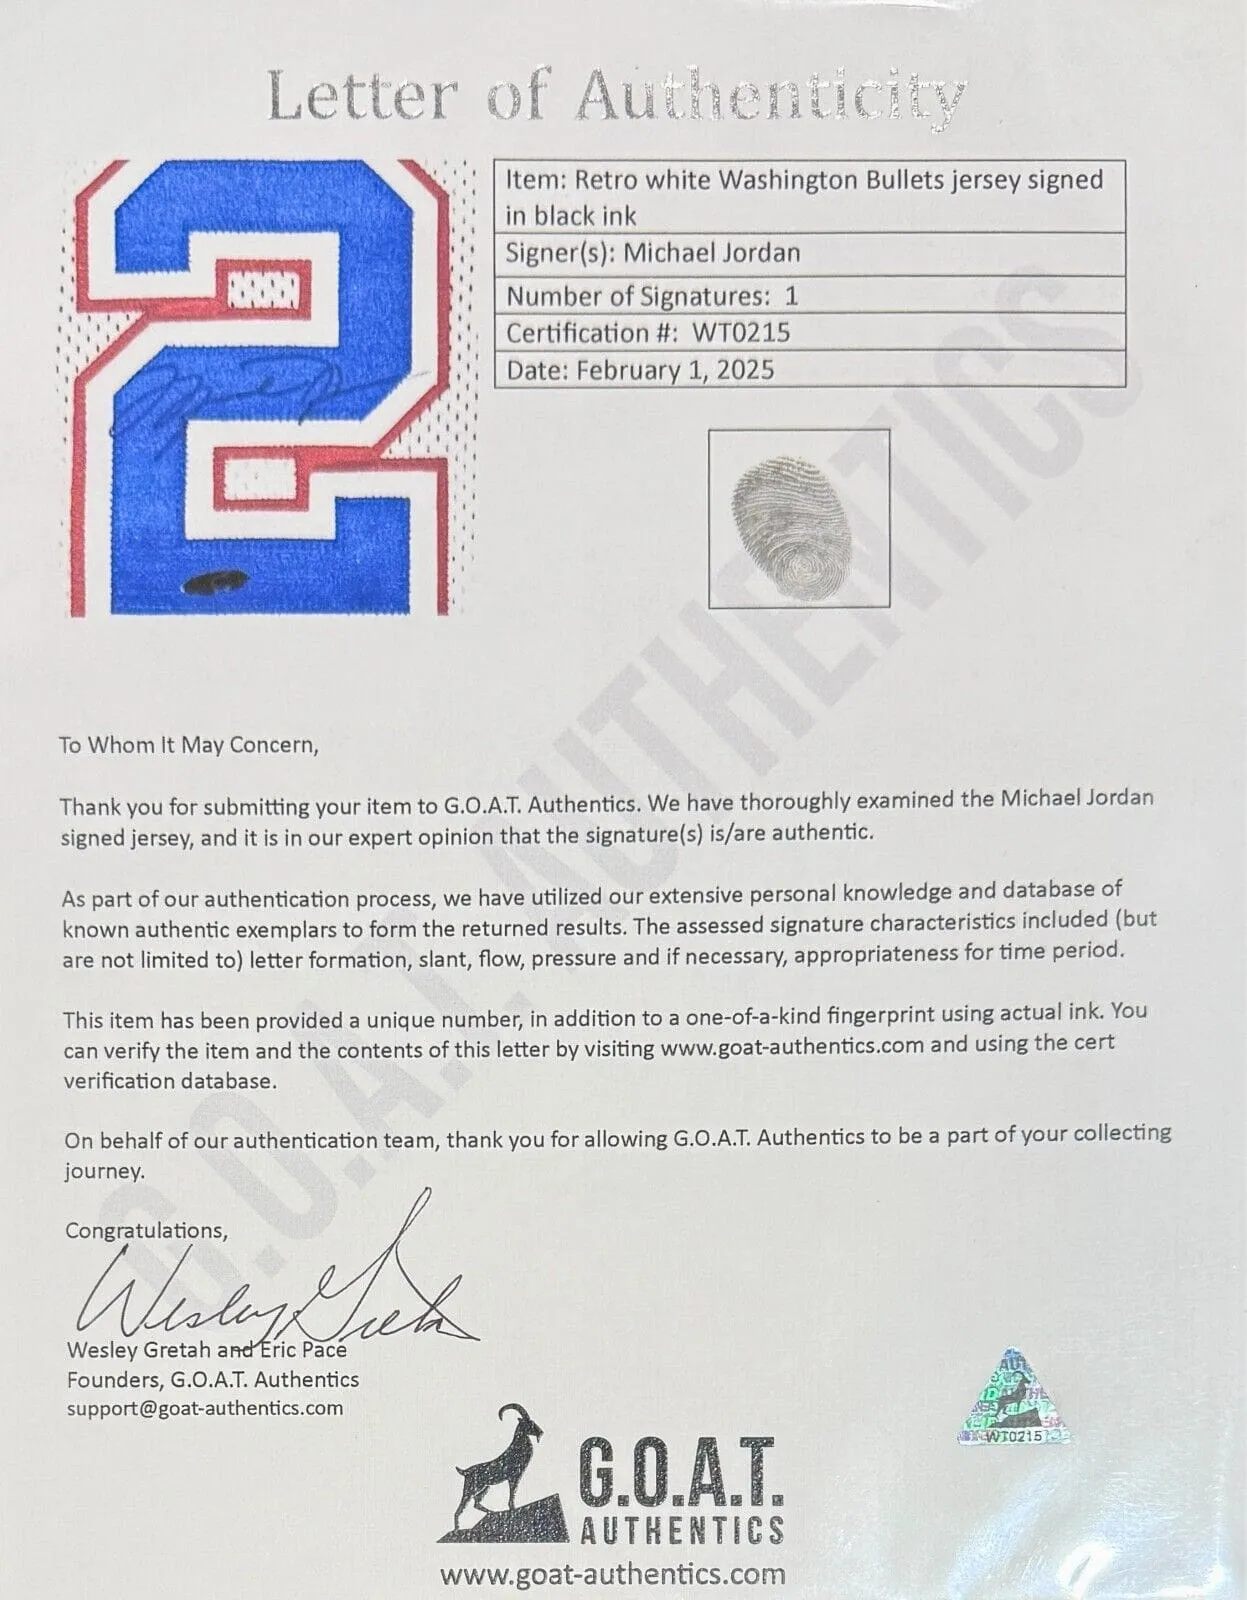 Letter of Authenticity
Item: Retro white Washington Bullets jersey signed
in black ink
Signer(s): Michael Jordan
Number of Signatures: 1
Certification #: WT0215
Date: February 1, 2025
G.O.A.T. AUTHENTICS
To Whom It May Concern,
Thank you for submitting your item to G.O.A.T. Authentics. We have thoroughly examined the Michael Jordan
signed jersey, and it is in our expert opinion that the signature(s) is/are authentic.
As part of our authentication process, we have utilized our extensive personal knowledge and database of
known authentic exemplars to form the returned results. The assessed signature characteristics included (but
are not limited to) letter formation, slant, flow, pressure and if necessary, appropriateness for time period.
This item has been provided a unique number, in addition to a one-of-a-kind fingerprint using actual ink. You
can verify the item and the contents of this letter by visiting www.goat-authentics.com and using the cert
verification database.
On behalf of our authentication team, thank you for allowing G.O.A.T. Authentics to be a part of your collecting
journey.
Congratulations,
Wesley Gretah
Wesley Gretah and Eric Pace
Founders, G.O.A.T. Authentics
support@goat-authentics.com
WT0215
G.O.A.T.
AUTHENTICS
www.goat-authentics.com
2